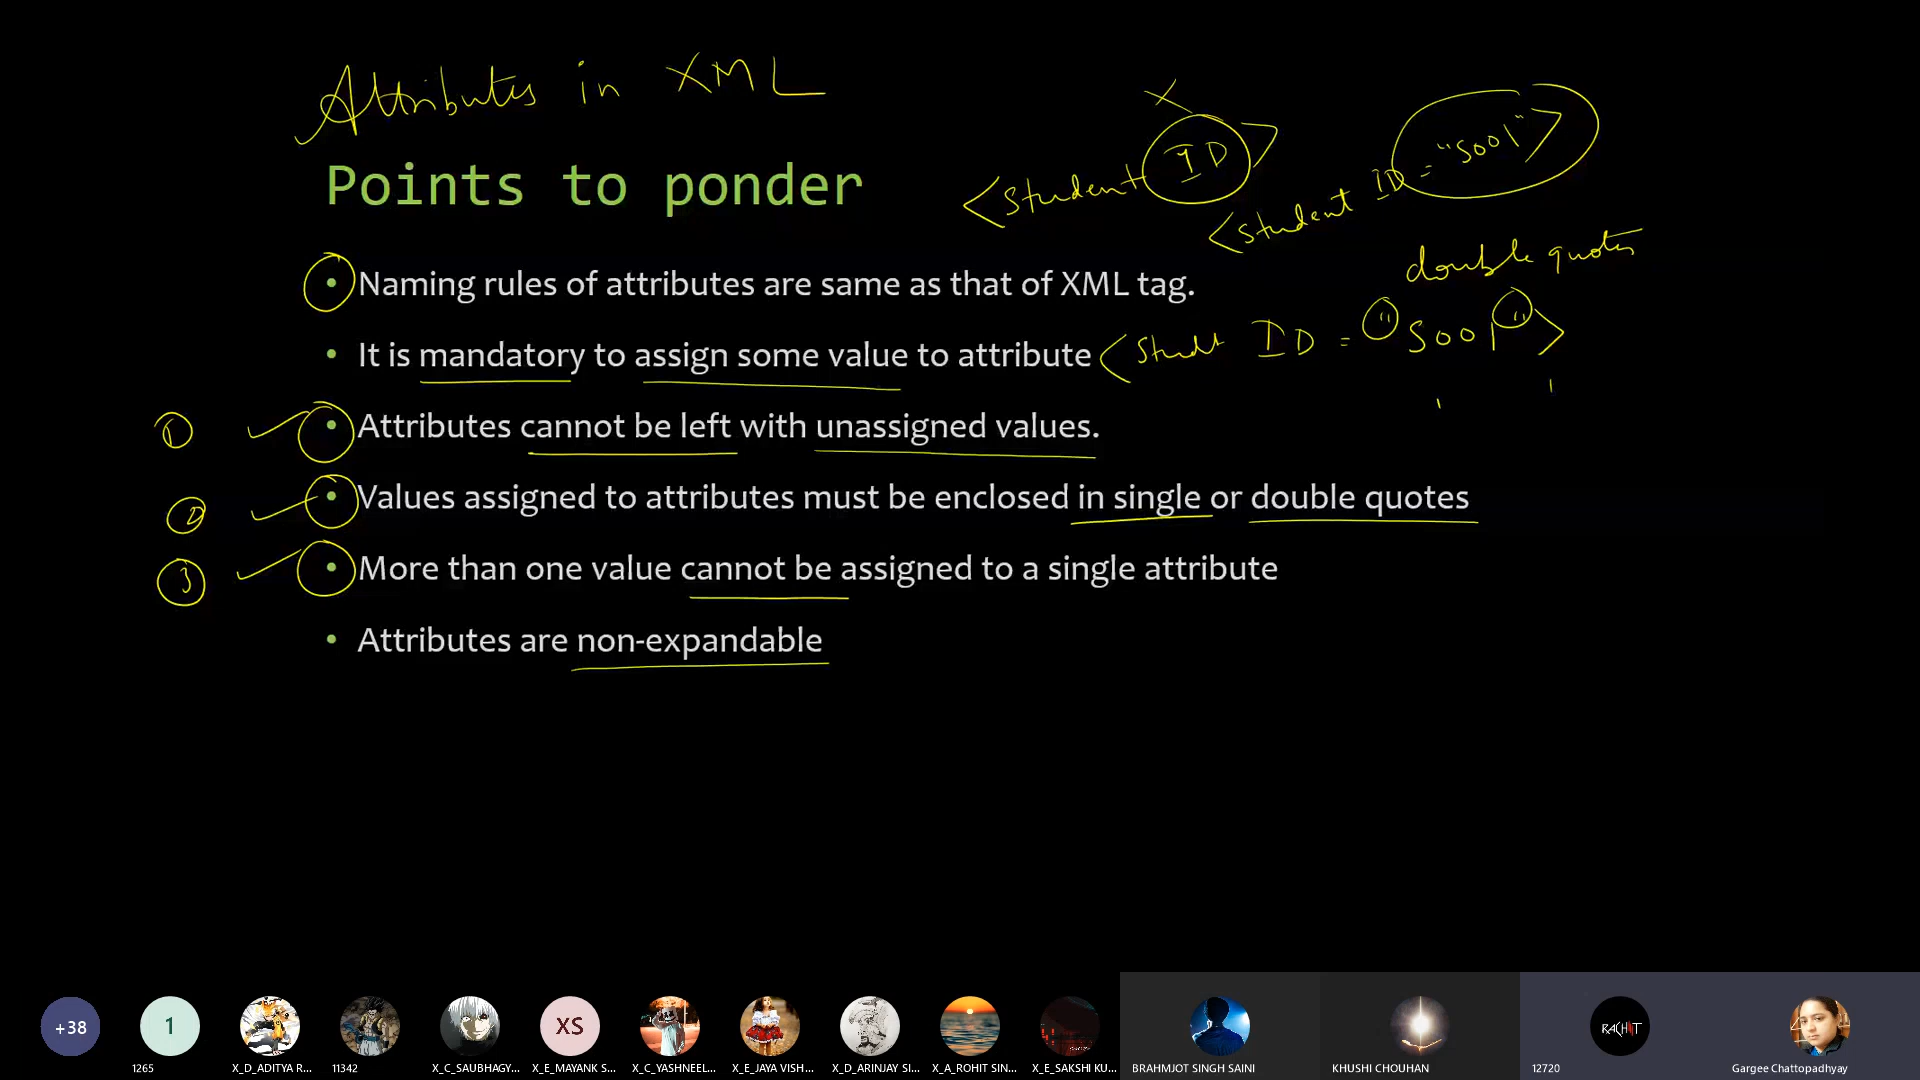 Attributes in XML
X
<Student ID>
<Student ID = "S001">
Points to ponder
double quotes
• Naming rules of attributes are same as that of XML tag.
• It is mandatory to assign some value to attribute
<Studt ID = "S001">
' '
① • Attributes cannot be left with unassigned values.
② • Values assigned to attributes must be enclosed in single or double quotes
③ • More than one value cannot be assigned to a single attribute
• Attributes are non-expandable
+38
1
XS
RACHIT
1265
X_D_ADITYA R...
11342
X_C_SAUBHAGY...
X_E_MAYANK S...
X_C_YASHNEEL...
X_E_JAYA VISH...
X_D_ARINJAY SI...
X_A_ROHIT SIN...
X_E_SAKSHI KU...
BRAHMJOT SINGH SAINI
KHUSHI CHOUHAN
12720
Gargee Chattopadhyay